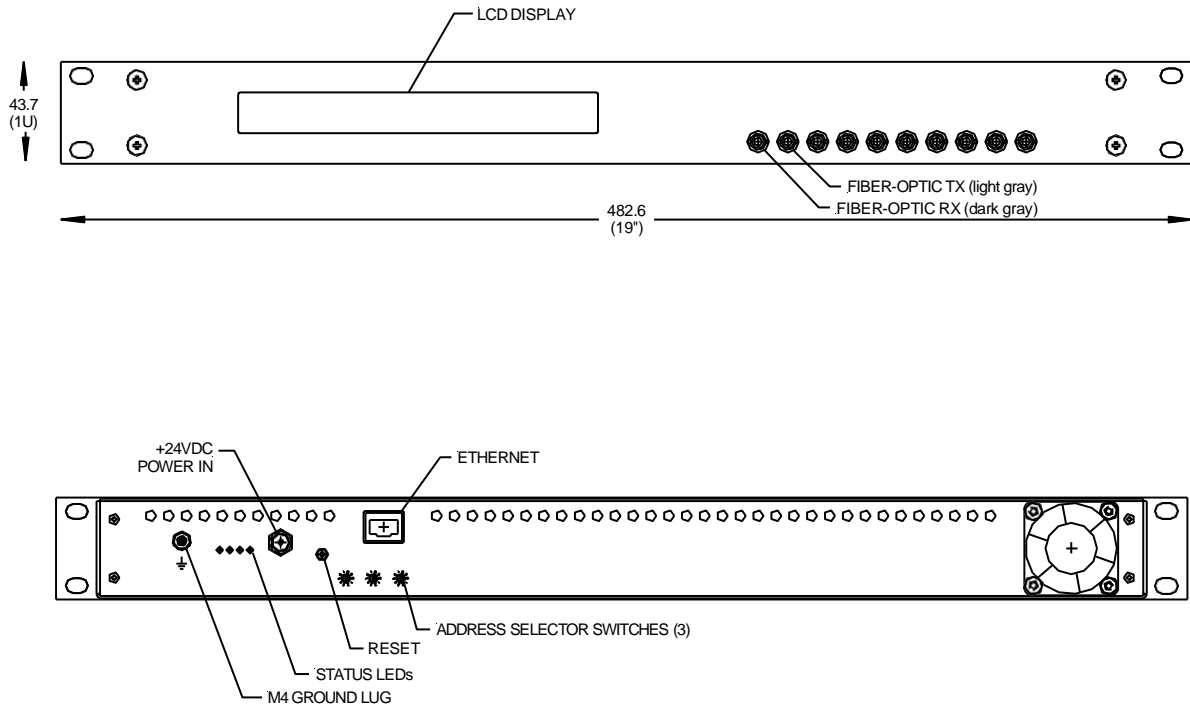 LCD DISPLAY
43.7
(1U)
FIBER-OPTIC TX (light gray)
FIBER-OPTIC RX (dark gray)
482.6
(19")
+24VDC
POWER IN
ETHERNET
ADDRESS SELECTOR SWITCHES (3)
RESET
STATUS LEDs
M4 GROUND LUG